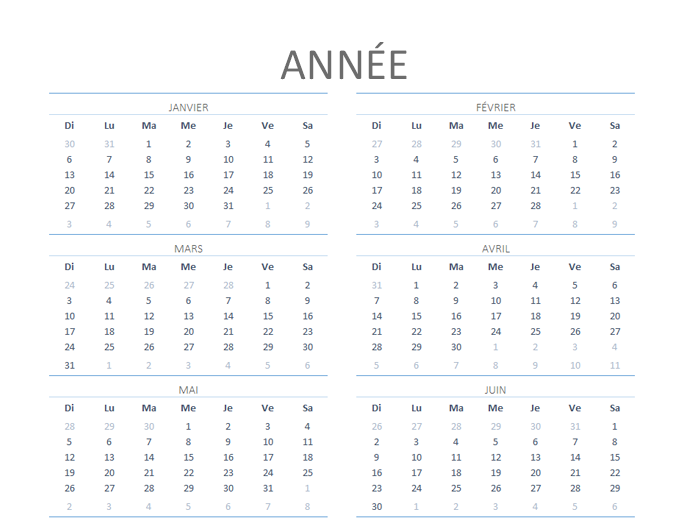 ANNÉE
JANVIER
Di Lu Ma Me Je Ve Sa
30 31 1 2 3 4 5
6 7 8 9 10 11 12
13 14 15 16 17 18 19
20 21 22 23 24 25 26
27 28 29 30 31 1 2
3 4 5 6 7 8 9
FÉVRIER
Di Lu Ma Me Je Ve Sa
27 28 29 30 31 1 2
3 4 5 6 7 8 9
10 11 12 13 14 15 16
17 18 19 20 21 22 23
24 25 26 27 28 1 2
3 4 5 6 7 8 9
MARS
Di Lu Ma Me Je Ve Sa
24 25 26 27 28 1 2
3 4 5 6 7 8 9
10 11 12 13 14 15 16
17 18 19 20 21 22 23
24 25 26 27 28 29 30
31 1 2 3 4 5 6
AVRIL
Di Lu Ma Me Je Ve Sa
31 1 2 3 4 5 6
7 8 9 10 11 12 13
14 15 16 17 18 19 20
21 22 23 24 25 26 27
28 29 30 1 2 3 4
5 6 7 8 9 10 11
MAI
Di Lu Ma Me Je Ve Sa
28 29 30 1 2 3 4
5 6 7 8 9 10 11
12 13 14 15 16 17 18
19 20 21 22 23 24 25
26 27 28 29 30 31 1
2 3 4 5 6 7 8
JUIN
Di Lu Ma Me Je Ve Sa
26 27 28 29 30 31 1
2 3 4 5 6 7 8
9 10 11 12 13 14 15
16 17 18 19 20 21 22
23 24 25 26 27 28 29
30 1 2 3 4 5 6